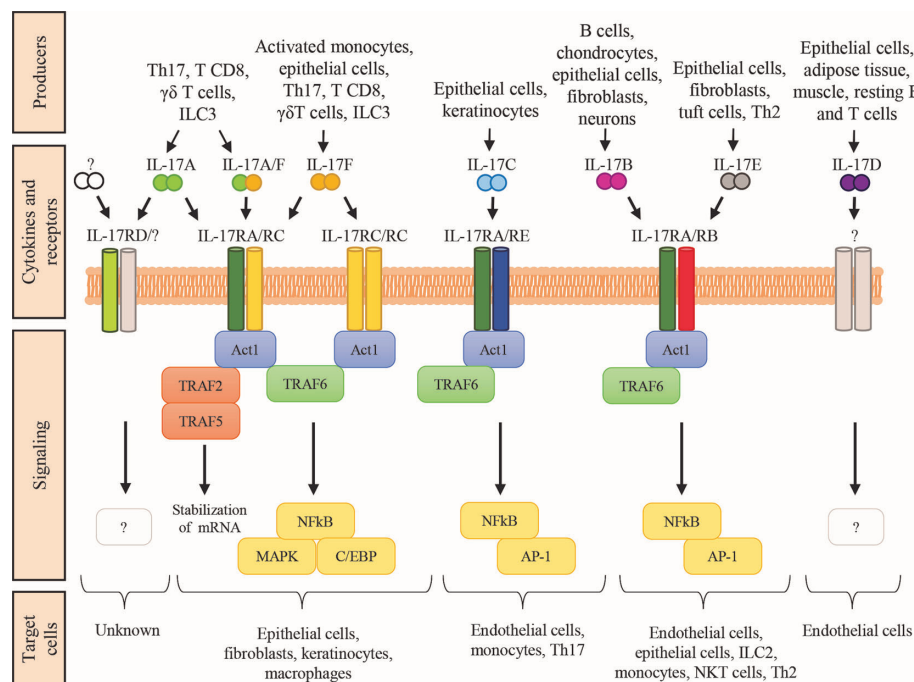 Producers
Th17, T CD8,
γδ T cells,
ILC3
Activated monocytes,
epithelial cells,
Th17, T CD8,
γδT cells, ILC3
Epithelial cells,
keratinocytes
B cells,
chondrocytes,
epithelial cells,
fibroblasts,
neurons
Epithelial cells,
fibroblasts,
tuft cells, Th2
Epithelial cells,
adipose tissue,
muscle, resting B
and T cells
Cytokines and
receptors
?
IL-17A
IL-17A/F
IL-17F
IL-17C
IL-17B
IL-17E
IL-17D
IL-17RD/?
IL-17RA/RC
IL-17RC/RC
IL-17RA/RE
IL-17RA/RB
?
Signaling
Act1
Act1
Act1
Act1
TRAF2
TRAF6
TRAF6
TRAF6
TRAF5
Stabilization
of mRNA
?
NFkB
MAPK
C/EBP
NFkB
AP-1
NFkB
AP-1
?
Target
cells
Unknown
Epithelial cells,
fibroblasts, keratinocytes,
macrophages
Endothelial cells,
monocytes, Th17
Endothelial cells,
epithelial cells, ILC2,
monocytes, NKT cells, Th2
Endothelial cells